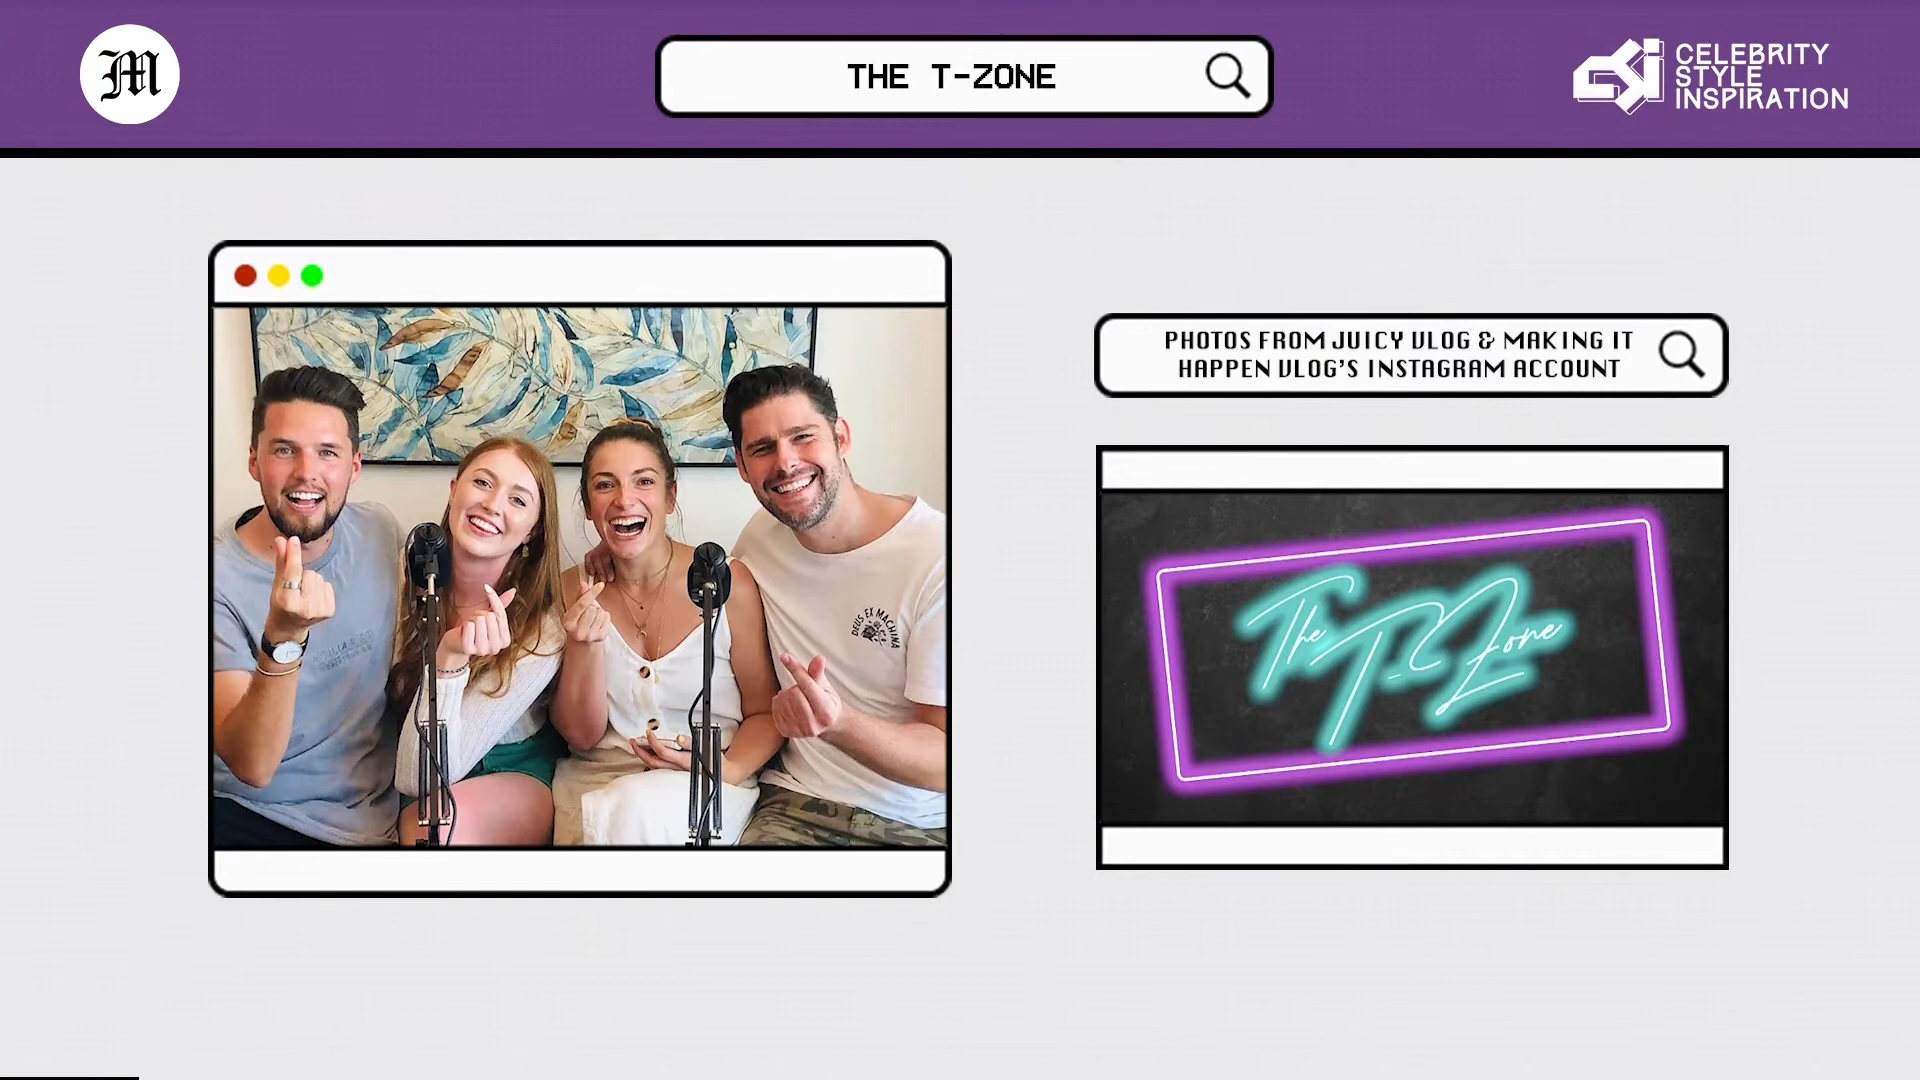 M
THE T-ZONE
CELEBRITY
STYLE
INSPIRATION
PHOTOS FROM JUICY VLOG & MAKING IT
HAPPEN VLOG'S INSTAGRAM ACCOUNT
DEUS EX MACHINA
The
T-Zone